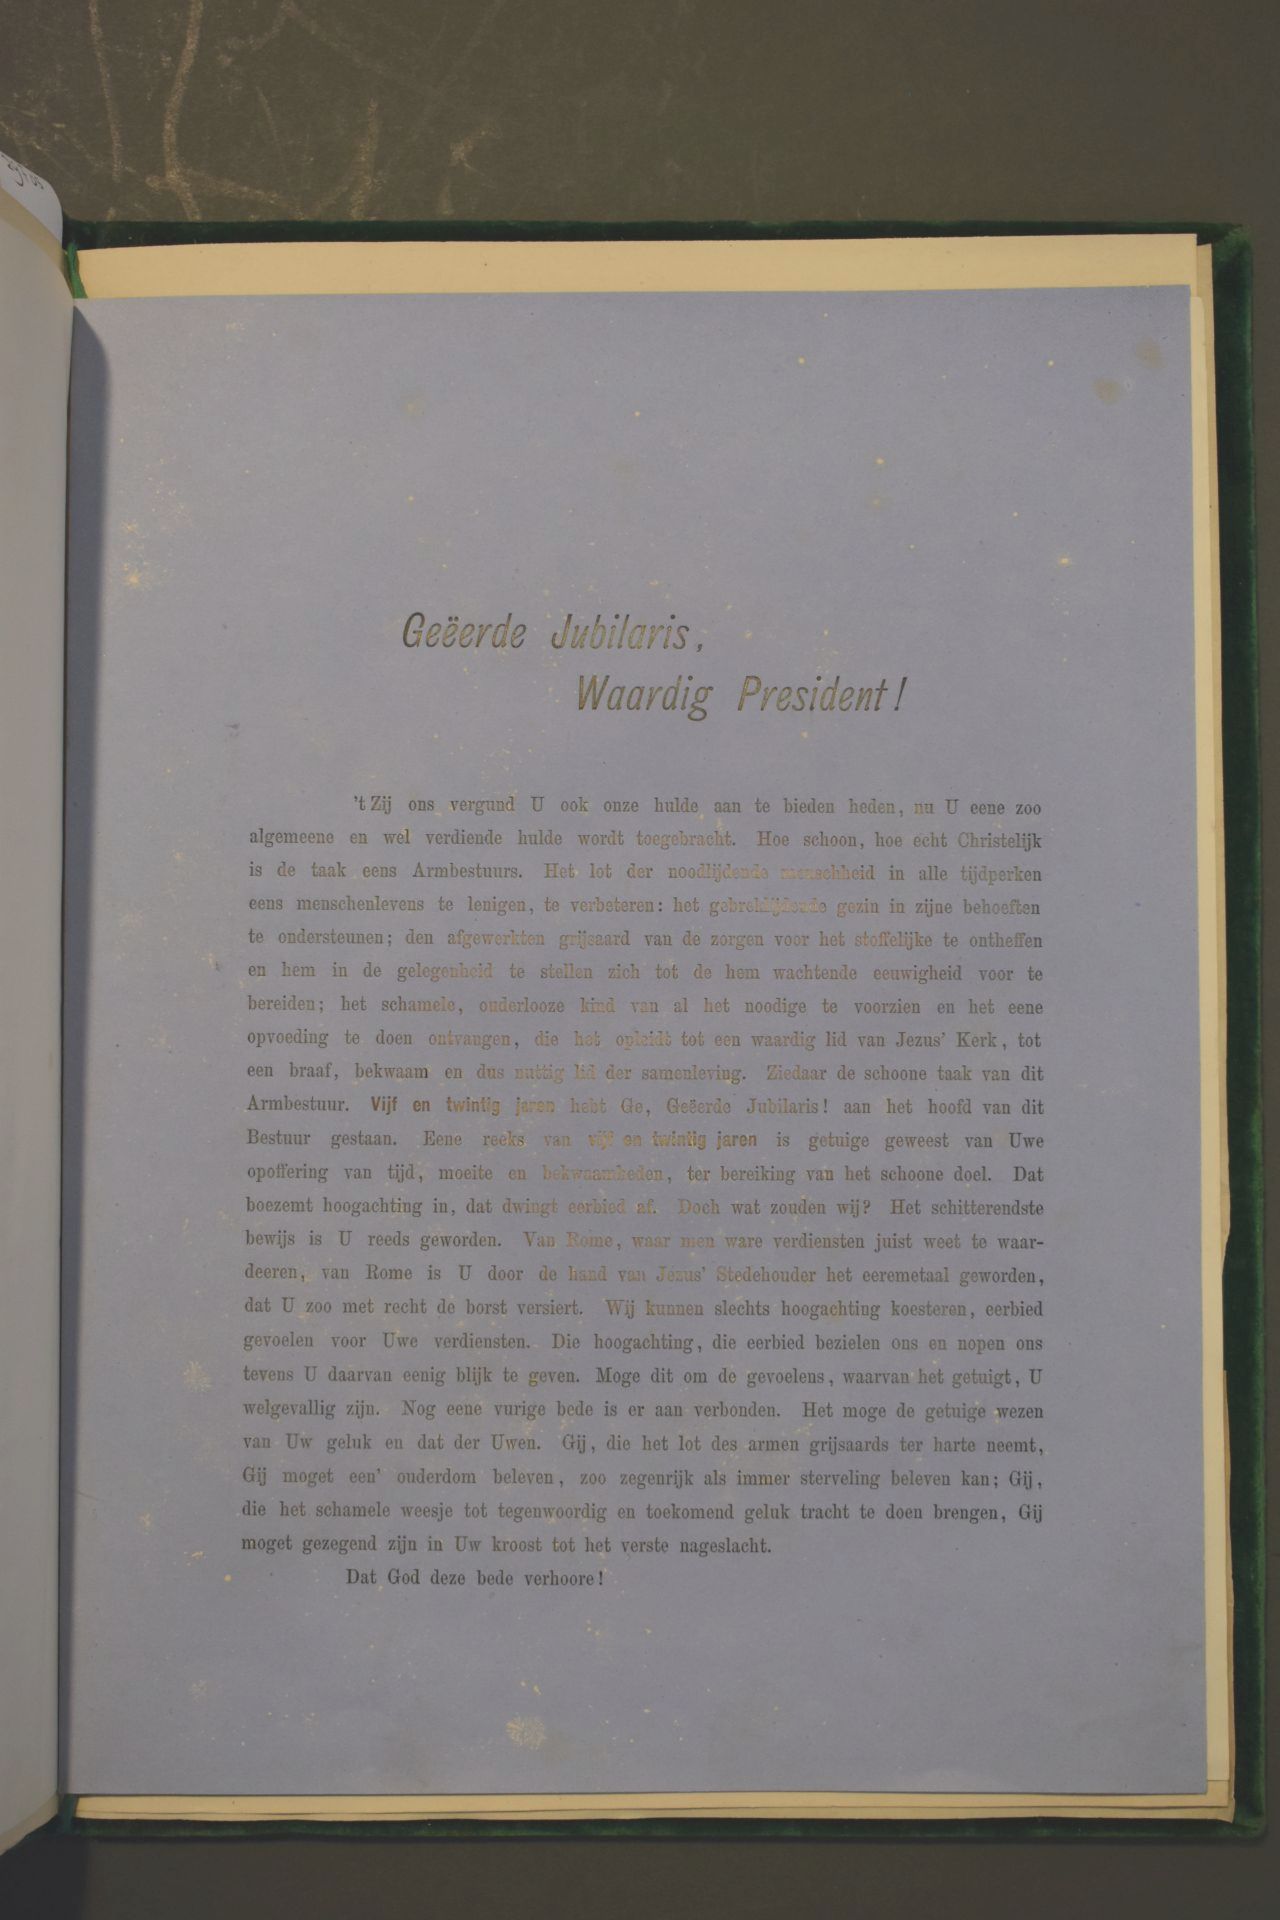 Geëerde Jubilaris,
Waardig President!
't Zij ons vergund U ook onze hulde aan te bieden heden, nu U eene zoo
algemeene en wel verdiende hulde wordt toegebracht. Hoe schoon, hoe echt Christelijk
is de taak eens Armbestuurs. Het lot der noodlijdende menschheid in alle tijdperken
eens menschenlevens te lenigen, te verbeteren: het gebreklijdende gezin in zijne behoeften
te ondersteunen; den afgewerkten grijsaard van de zorgen voor het stoffelijke te ontheffen
en hem in de gelegenheid te stellen zich tot de hem wachtende eeuwigheid voor te
bereiden; het schamele, ouderlooze kind van al het noodige te voorzien en het eene
opvoeding te doen ontvangen, die het opleidt tot een waardig lid van Jezus' Kerk, tot
een braaf, bekwaam en dus nuttig lid der samenleving. Ziedaar de schoone taak van dit
Armbestuur. Vijf en twintig jaren hebt Ge, Geëerde Jubilaris! aan het hoofd van dit
Bestuur gestaan. Eene reeks van vijf en twintig jaren is getuige geweest van Uwe
opoffering van tijd, moeite en bekwaamheden, ter bereiking van het schoone doel. Dat
boezemt hoogachting in, dat dwingt eerbied af. Doch wat zouden wij? Het schitterendste
bewijs is U reeds geworden. Van Rome, waar men ware verdiensten juist weet te waar-
deeren, van Rome is U door de hand van Jezus' Stedehouder het eeremetaal geworden,
dat U zoo met recht de borst versiert. Wij kunnen slechts hoogachting koesteren, eerbied
gevoelen voor Uwe verdiensten. Die hoogachting, die eerbied bezielen ons en nopen ons
tevens U daarvan eenig blijk te geven. Moge dit om de gevoelens, waarvan het getuigt, U
welgevallig zijn. Nog eene vurige bede is er aan verbonden. Het moge de getuige wezen
van Uw geluk en dat der Uwen. Gij, die het lot des armen grijsaards ter harte neemt,
Gij moget een' ouderdom beleven, zoo zegenrijk als immer sterveling beleven kan; Gij,
die het schamele weesje tot tegenwoordig en toekomend geluk tracht te doen brengen, Gij
moget gezegend zijn in Uw kroost tot het verste nageslacht.
Dat God deze bede verhoore!